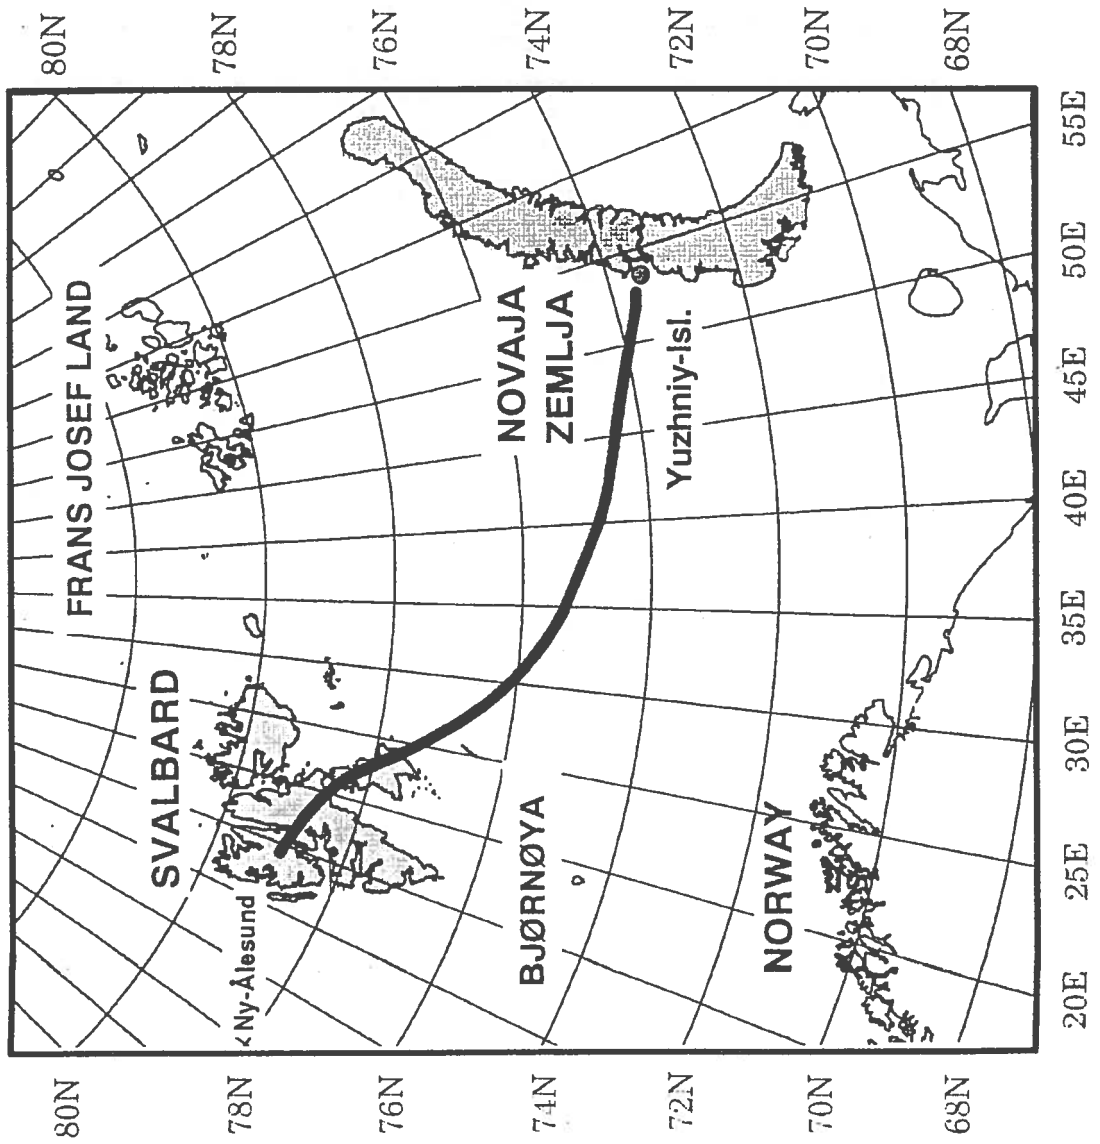 80N
78N
76N
74N
72N
70N
68N
FRANS JOSEF LAND
NOVAJA
ZEMLJA
Yuzhniy-Isl.
SVALBARD
BJØRNØYA
NORWAY
< Ny-Ålesund
80N
78N
76N
74N
72N
70N
68N
20E
25E
30E
35E
40E
45E
50E
55E